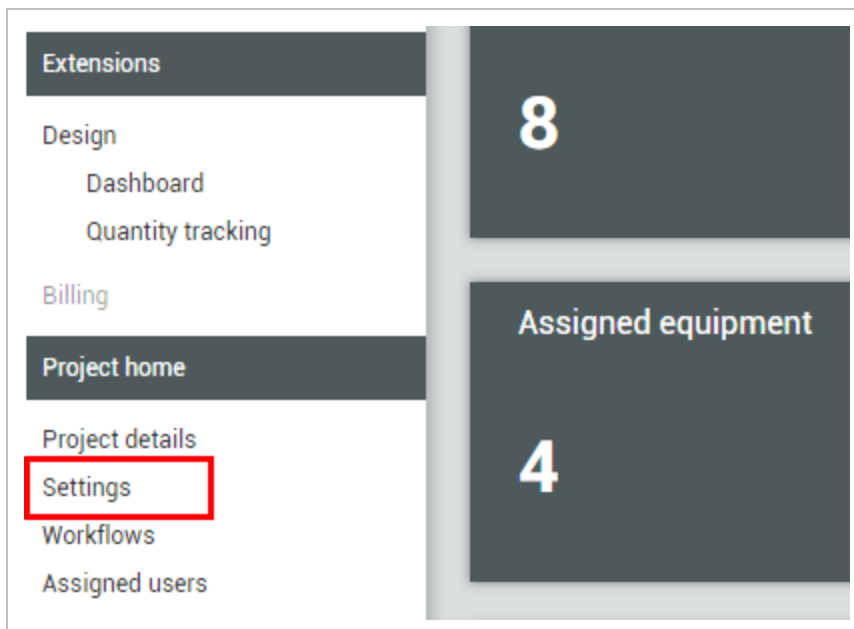 Extensions
Design
Dashboard
Quantity tracking
Billing
Project home
Project details
Settings
Workflows
Assigned users
8
Assigned equipment
4